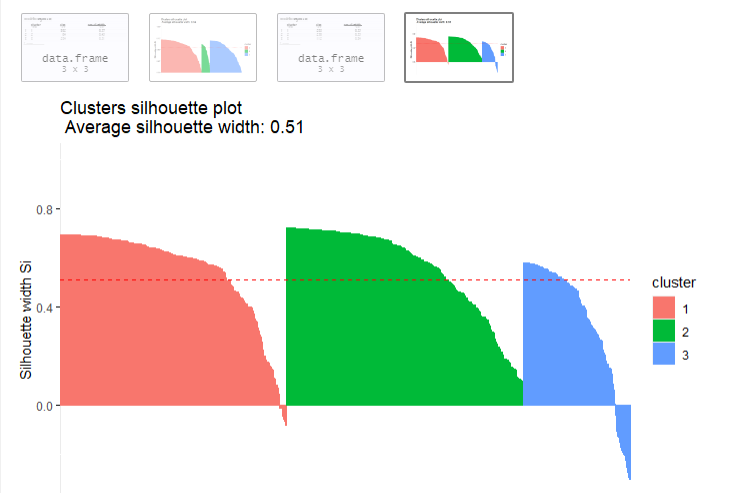 data.frame
3 x 3
data.frame
3 x 3
Clusters silhouette plot
Average silhouette width: 0.51
0.8
0.4
0.0
Silhouette width Si
cluster
1
2
3